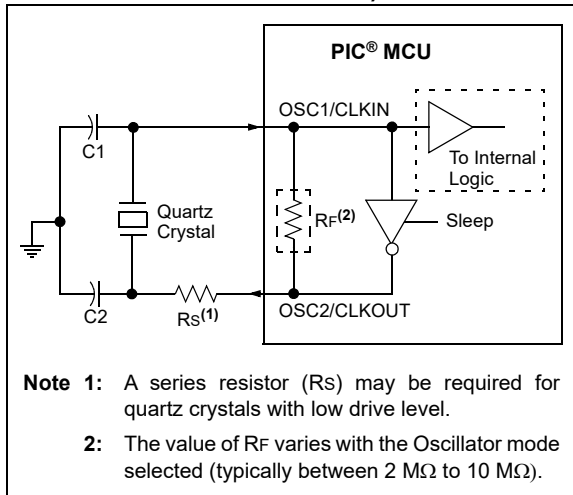 PIC® MCU
OSC1/CLKIN
C1
To Internal
Logic
Quartz
Crystal
RF(2)
Sleep
C2
RS(1)
OSC2/CLKOUT
Note 1: A series resistor (RS) may be required for
quartz crystals with low drive level.
2: The value of RF varies with the Oscillator mode
selected (typically between 2 MΩ to 10 MΩ).